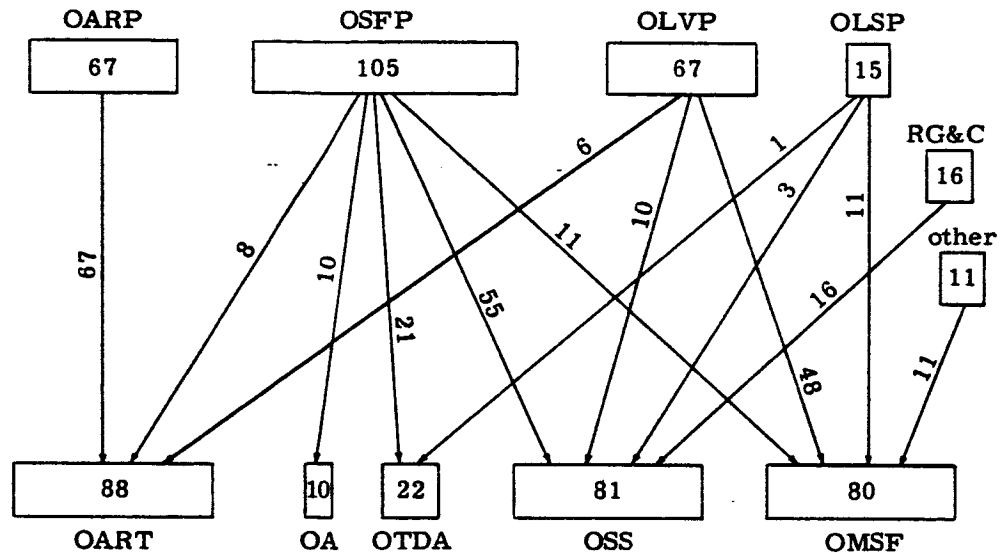 OARP OSFP OLVP OLSP
67 105 67 15
RG&C
16
other
11
6 1 3
8 10 10 11 11
67 21 55 16
48 11
88 10 22 81 80
OART OA OTDA OSS OMSF